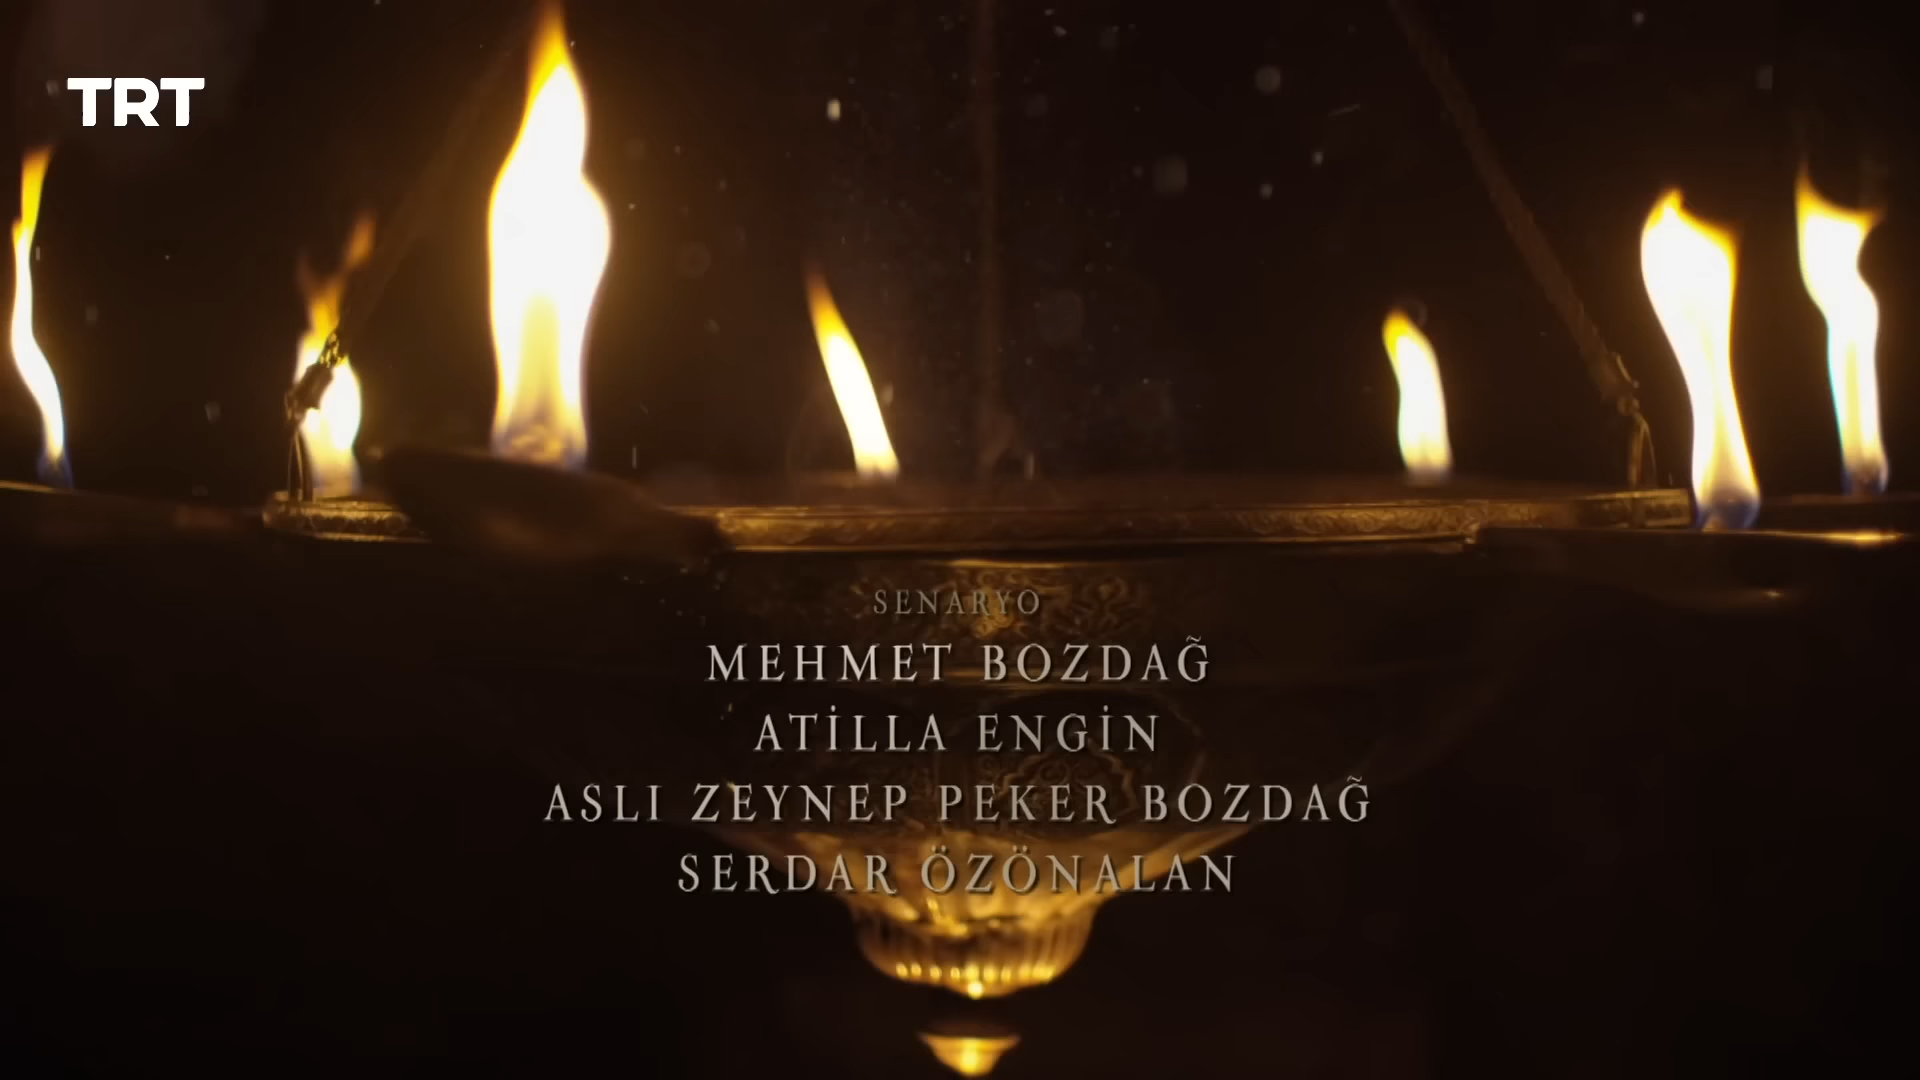 TRT
SENARYO
MEHMET BOZDAĞ
ATİLLA ENGİN
ASLI ZEYNEP PEKER BOZDAĞ
SERDAR ÖZÖNALAN